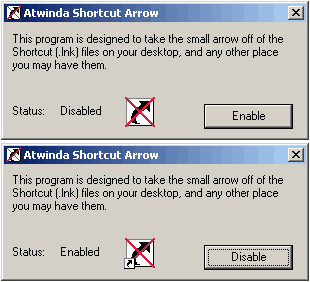 Atwinda Shortcut Arrow
This program is designed to take the small arrow off of the
Shortcut (.lnk) files on your desktop, and any other place
you may have them.
Status: Disabled
Enable
Atwinda Shortcut Arrow
This program is designed to take the small arrow off of the
Shortcut (.lnk) files on your desktop, and any other place
you may have them.
Status: Enabled
Disable